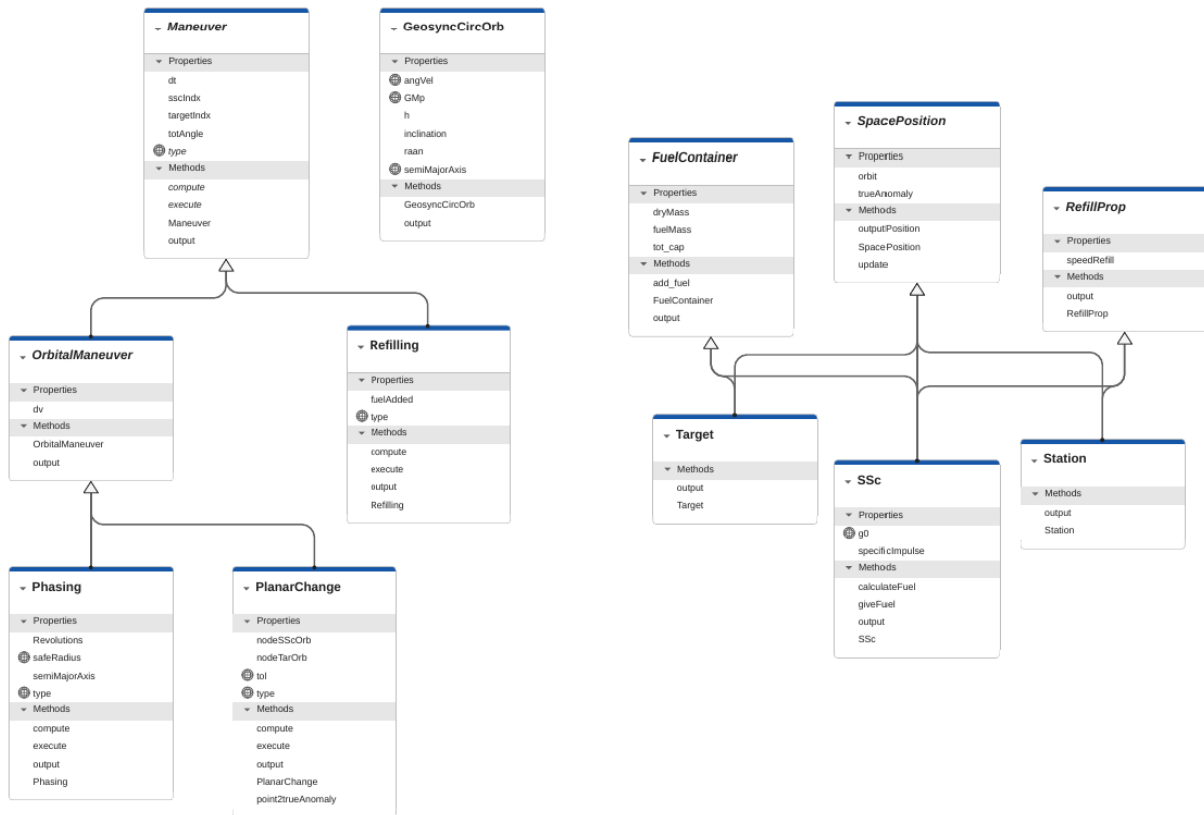 Maneuver
Properties
dt
sscIndx
targetIndx
totAngle
type
Methods
compute
execute
Maneuver
output
GeosyncCircOrb
Properties
angVel
GMp
h
inclination
raan
semiMajorAxis
Methods
GeosyncCircOrb
output
OrbitalManeuver
Properties
dv
Methods
OrbitalManeuver
output
Refilling
Properties
fuelAdded
type
Methods
compute
execute
output
Refilling
Phasing
Properties
Revolutions
safeRadius
semiMajorAxis
type
Methods
compute
execute
output
Phasing
PlanarChange
Properties
nodeSScOrb
nodeTarOrb
tol
type
Methods
compute
execute
output
PlanarChange
point2trueAnomaly
FuelContainer
Properties
dryMass
fuelMass
tot_cap
Methods
add_fuel
FuelContainer
output
SpacePosition
Properties
orbit
trueAnomaly
Methods
outputPosition
SpacePosition
update
RefillProp
Properties
speedRefill
Methods
output
RefillProp
Target
Methods
output
Target
SSc
Properties
g0
specificImpulse
Methods
calculateFuel
giveFuel
output
SSc
Station
Methods
output
Station